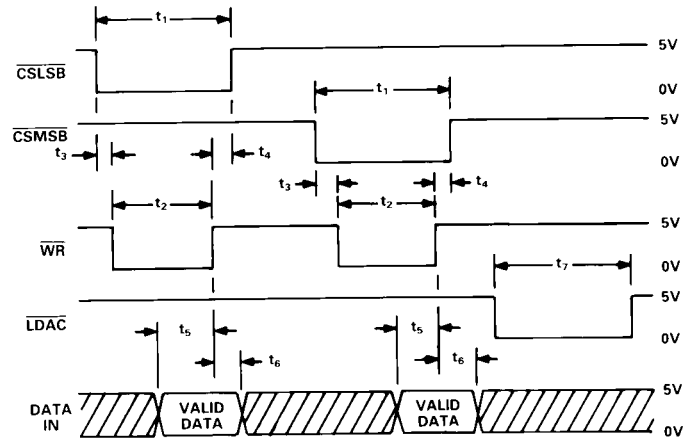 t₁
CSLSB
5V
0V
t₁
CSMSB
5V
0V
t₃
t₄
t₃
t₄
t₂
t₂
WR
5V
0V
t₇
LDAC
5V
0V
t₅
t₆
t₅
t₆
DATA IN
VALID DATA
VALID DATA
5V
0V